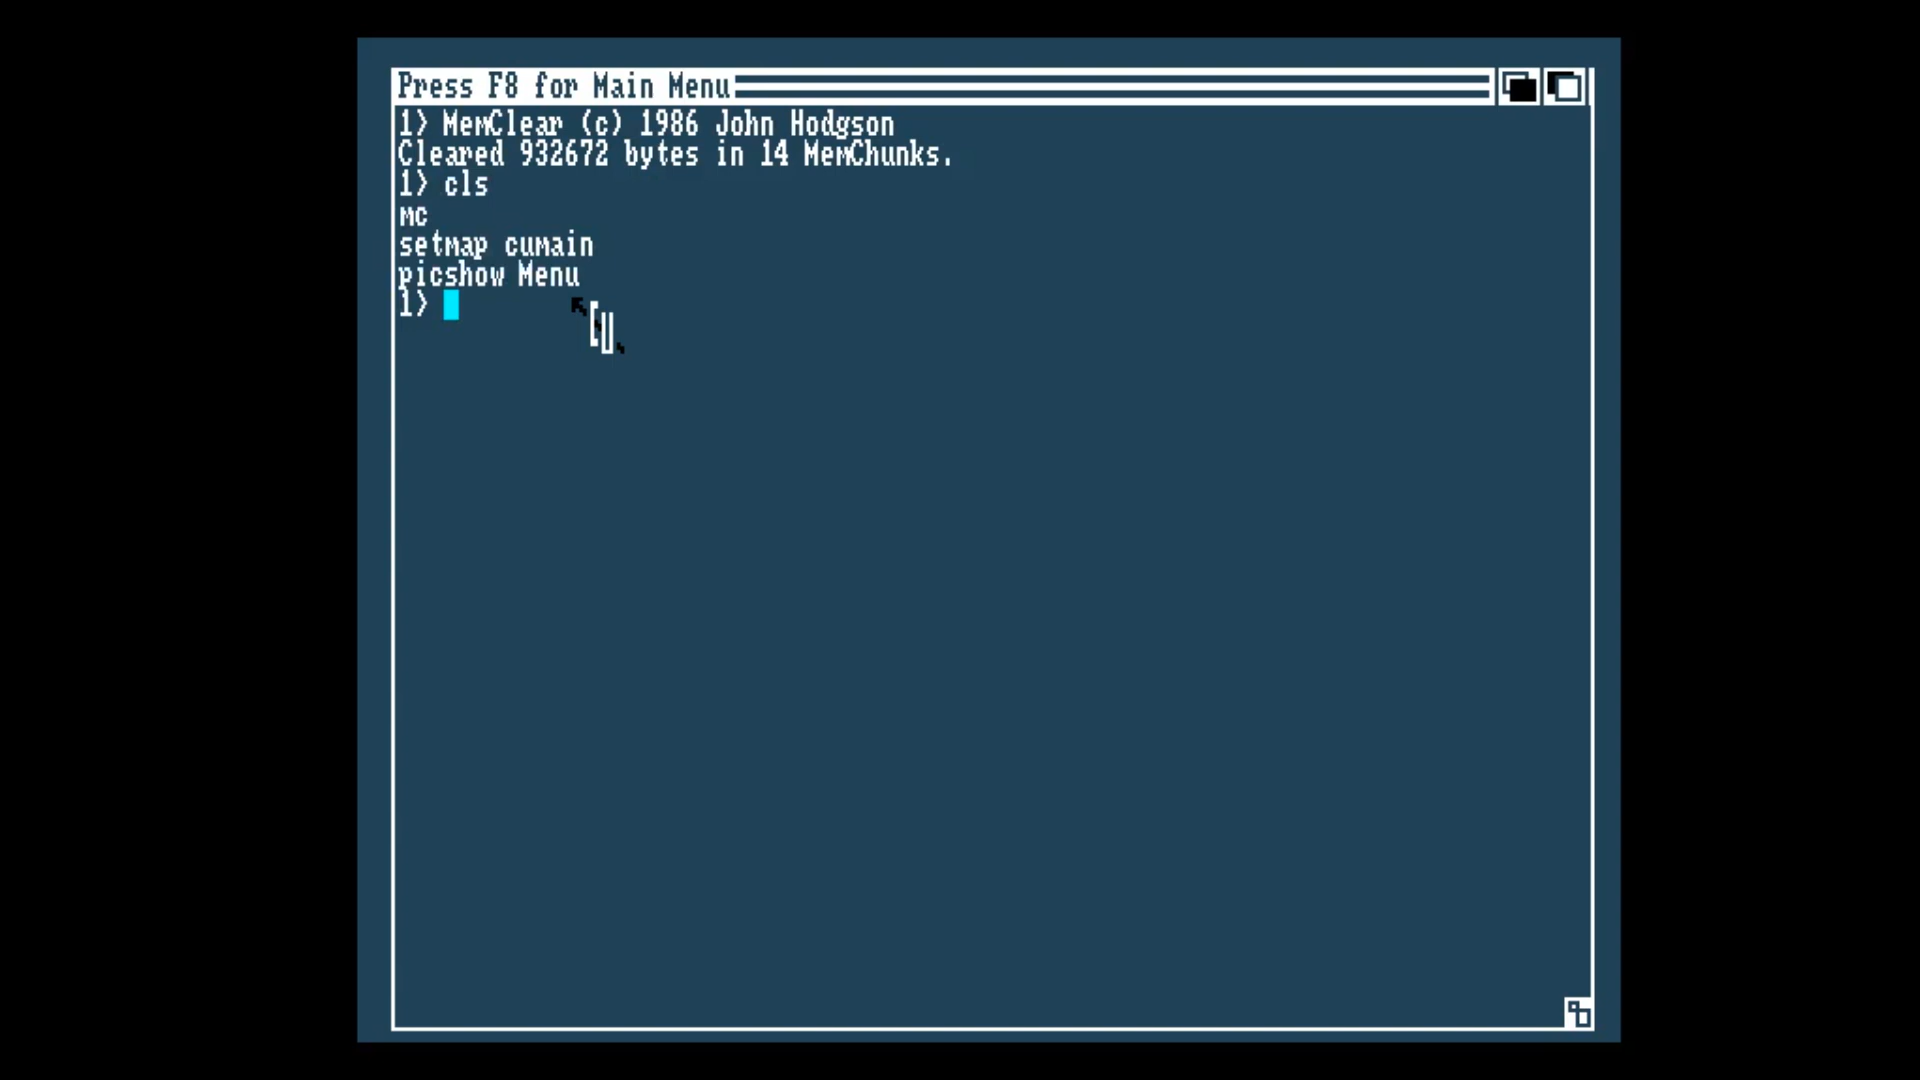 Press F8 for Main Menu
1> MemClear (c) 1986 John Hodgson
Cleared 932672 bytes in 14 MemChunks.
1> cls
mc
setmap cumain
picshow Menu
1>